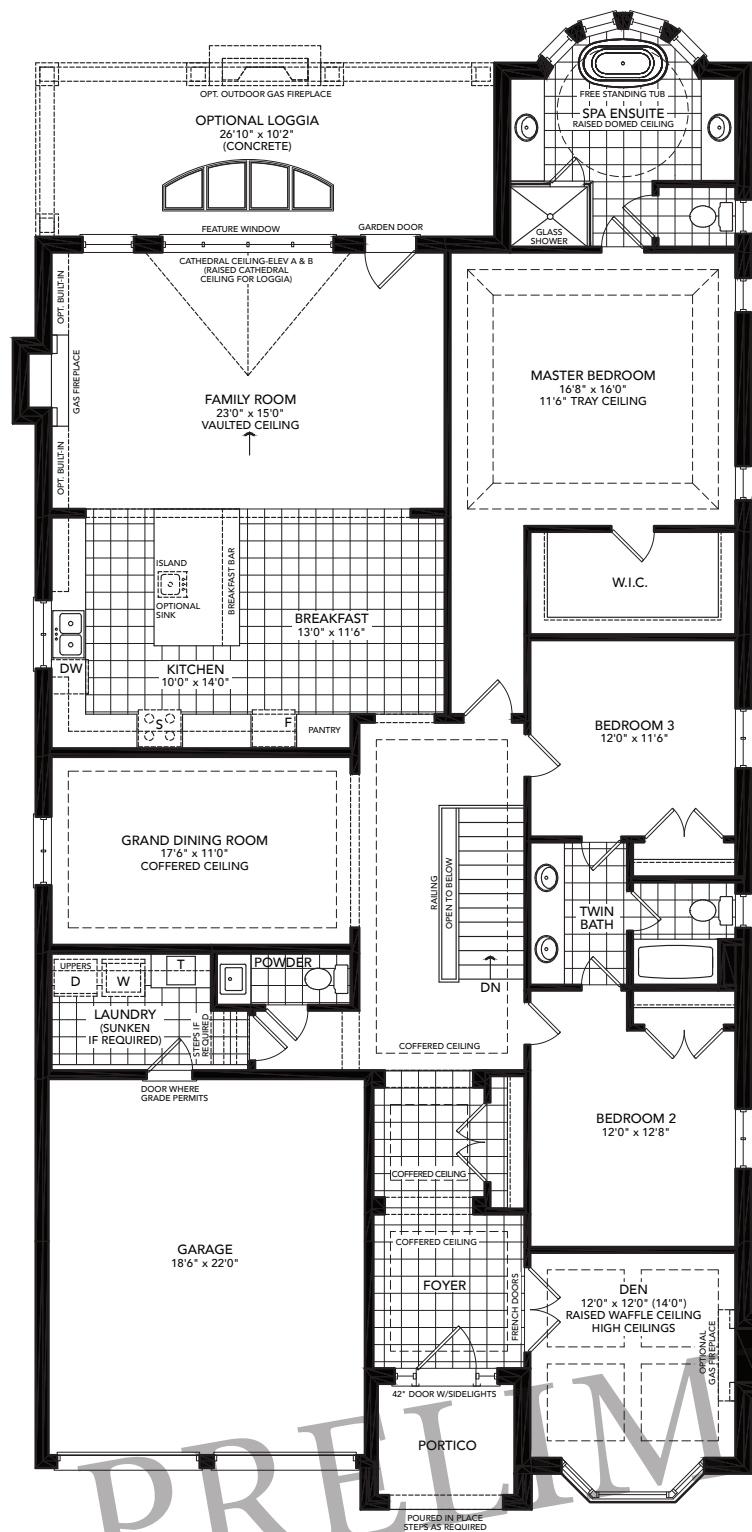 OPT. OUTDOOR GAS FIREPLACE
OPTIONAL LOGGIA
26'10" x 10'2"
(CONCRETE)
FREE STANDING TUB
SPA ENSUITE
RAISED DOMED CEILING
GLASS
SHOWER
FEATURE WINDOW
GARDEN DOOR
CATHEDRAL CEILING-ELEV A & B
(RAISED CATHEDRAL
CEILING FOR LOGGIA)
OPT. BUILT-IN
GAS FIREPLACE
OPT. BUILT-IN
FAMILY ROOM
23'0" x 15'0"
VAULTED CEILING
MASTER BEDROOM
16'8" x 16'0"
11'6" TRAY CEILING
W.I.C.
ISLAND
OPTIONAL
SINK
BREAKFAST BAR
BREAKFAST
13'0" x 11'6"
DW
KITCHEN
10'0" x 14'0"
S
F
PANTRY
BEDROOM 3
12'0" x 11'6"
GRAND DINING ROOM
17'6" x 11'0"
COFFERED CEILING
RAILING
OPEN TO BELOW
DN
TWIN
BATH
UPPERS
D
W
T
POWDER
LAUNDRY
(SUNKEN
IF REQUIRED)
STEPS IF
REQUIRED
COFFERED CEILING
DOOR WHERE
GRADE PERMITS
BEDROOM 2
12'0" x 12'8"
COFFERED CEILING
COFFERED CEILING
GARAGE
18'6" x 22'0"
FOYER
FRENCH DOORS
DEN
12'0" x 12'0" (14'0")
RAISED WAFFLE CEILING
HIGH CEILINGS
OPTIONAL
GAS FIREPLACE
42" DOOR W/SIDELIGHTS
PORTICO
POURED IN PLACE
STEPS AS REQUIRED
PRELIM